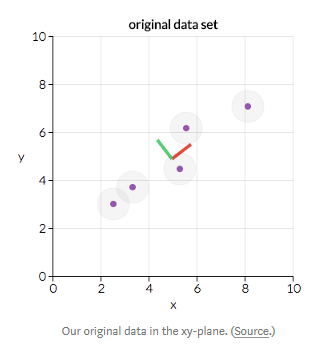 original data set
10
8
y
6
4
2
0
0 2 4 6 8 10
x
Our original data in the xy-plane. (Source.)